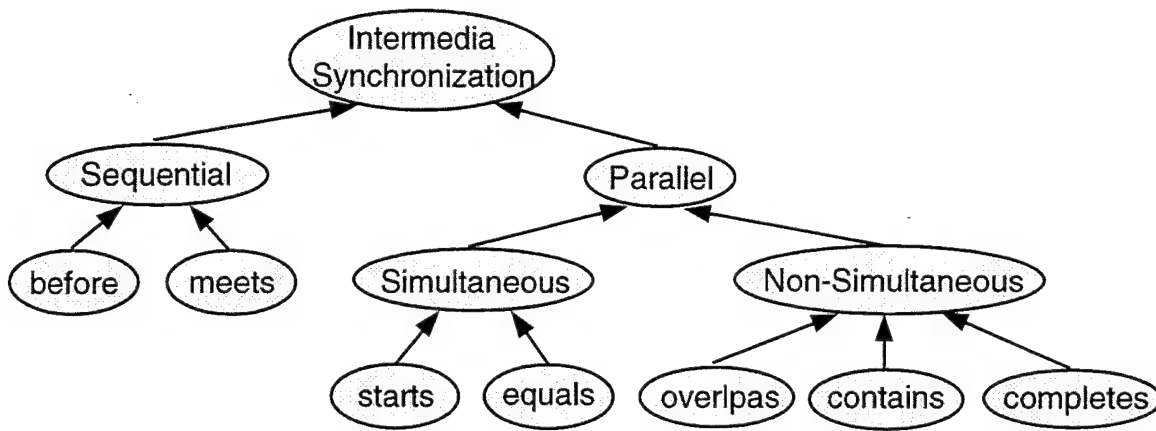 Intermedia
Synchronization
Sequential
Parallel
before
meets
Simultaneous
Non-Simultaneous
starts
equals
overlpas
contains
completes